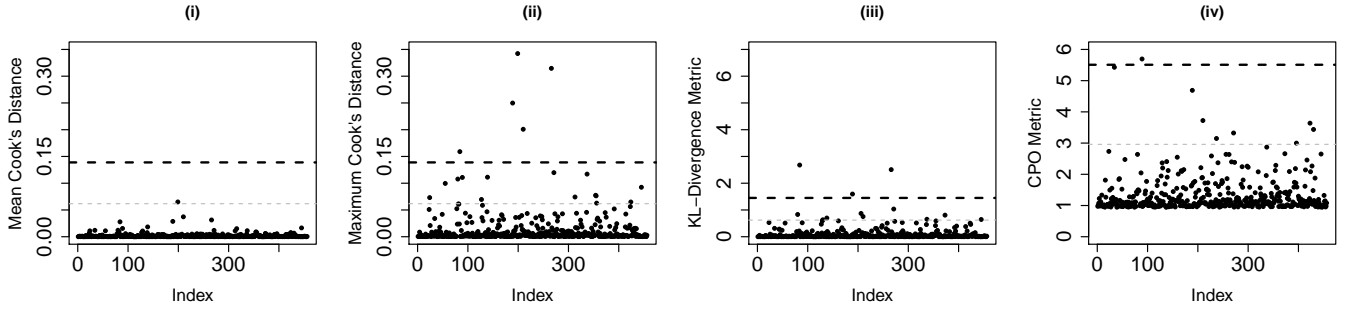 (i)
Mean Cook's Distance
0.00 0.15 0.30
0 100 300
Index
(ii)
Maximum Cook's Distance
0.00 0.15 0.30
0 100 300
Index
(iii)
KL−Divergence Metric
0 2 4 6
0 100 300
Index
(iv)
CPO Metric
0 1 2 3 4 5 6
0 100 300
Index